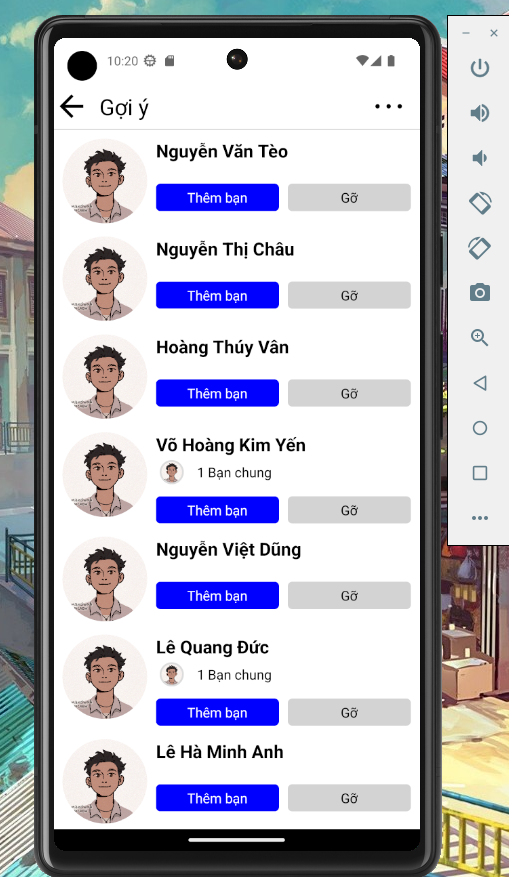 10:20
Gợi ý
Nguyễn Văn Tèo
Thêm bạn Gỡ
Nguyễn Thị Châu
Thêm bạn Gỡ
Hoàng Thúy Vân
Thêm bạn Gỡ
Võ Hoàng Kim Yến
1 Bạn chung
Thêm bạn Gỡ
Nguyễn Việt Dũng
Thêm bạn Gỡ
Lê Quang Đức
1 Bạn chung
Thêm bạn Gỡ
Lê Hà Minh Anh
Thêm bạn Gỡ